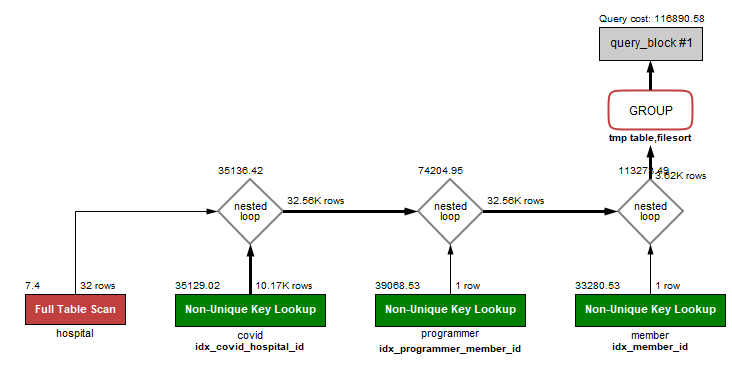 Query cost: 116890.58
query_block #1
GROUP
tmp table,filesort
35136.42
74204.95
113273.49
3.62K rows
nested
loop
32.56K rows
nested
loop
32.56K rows
nested
loop
7.4
32 rows
35129.02
10.17K rows
39068.53
1 row
33280.53
1 row
Full Table Scan
Non-Unique Key Lookup
Non-Unique Key Lookup
Non-Unique Key Lookup
hospital
covid
programmer
member
idx_covid_hospital_id
idx_programmer_member_id
idx_member_id